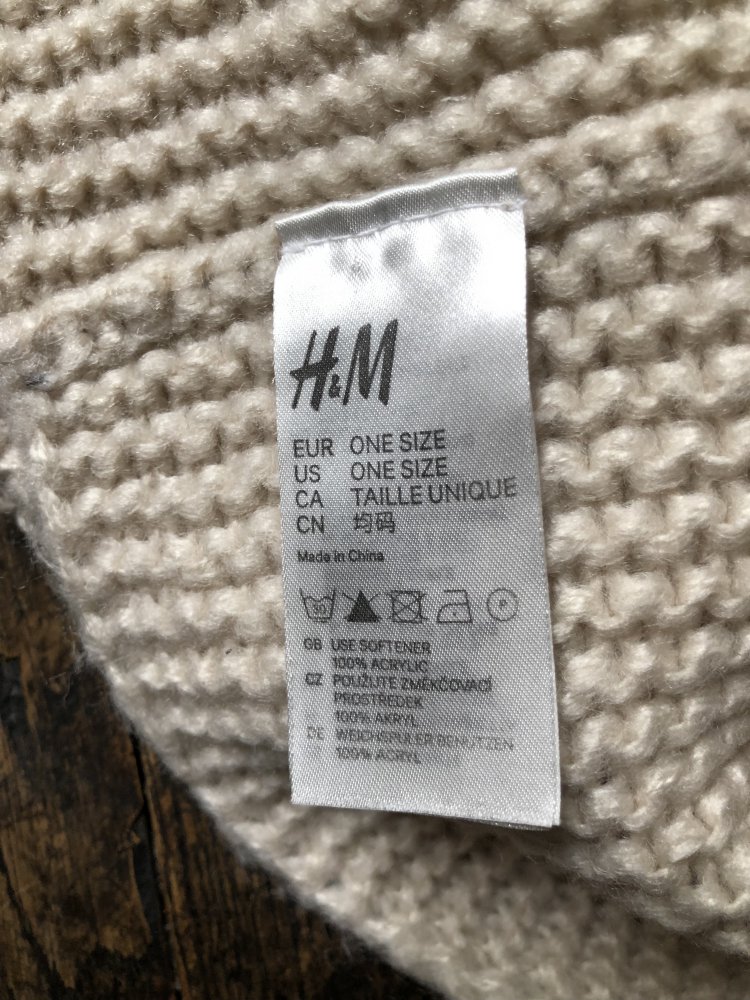 H&M
EUR ONE SIZE
US ONE SIZE
CA TAILLE UNIQUE
CN 均码
Made in China
30 P
GB USE SOFTENER
100% ACRYLIC
CZ POUŽIJTE ZMĚKČOVACÍ
PROSTŘEDEK
100% AKRYL
DE WEICHSPÜLER BENUTZEN
100% ACRYL